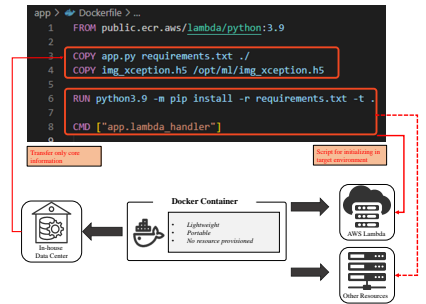 app > Dockerfile > ...
1 FROM public.ecr.aws/lambda/python:3.9
2
3 COPY app.py requirements.txt ./
4 COPY img_xception.h5 /opt/ml/img_xception.h5
5
6 RUN python3.9 -m pip install -r requirements.txt -t .
7
8 CMD ["app.lambda_handler"]
9
Transfer only core
information
Script for initializing in
target environment
Docker Container
• Lightweight
• Portable
• No resource provisioned
In-house
Data Center
AWS Lambda
Other Resources